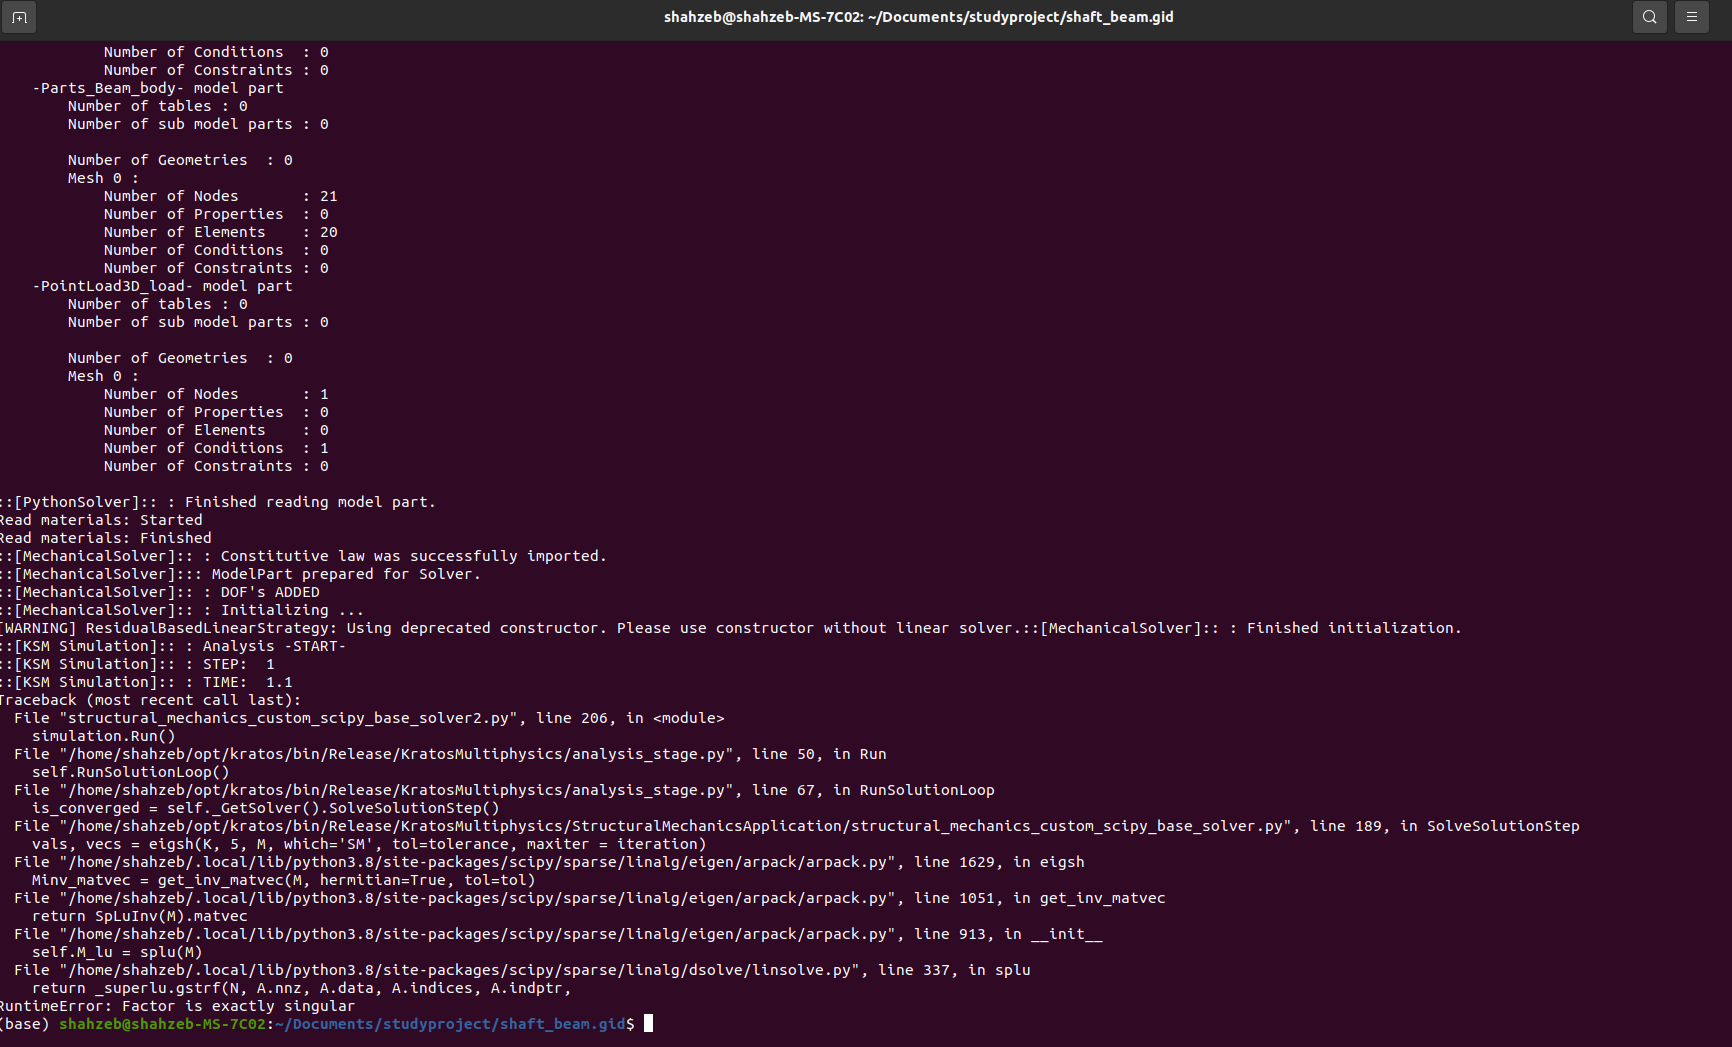 shahzeb@shahzeb-MS-7C02: ~/Documents/studyproject/shaft_beam.gid
Number of Conditions  : 0
Number of Constraints : 0
-Parts_Beam_body- model part
Number of tables : 0
Number of sub model parts : 0
Number of Geometries  : 0
Mesh 0 :
Number of Nodes       : 21
Number of Properties  : 0
Number of Elements    : 20
Number of Conditions  : 0
Number of Constraints : 0
-PointLoad3D_load- model part
Number of tables : 0
Number of sub model parts : 0
Number of Geometries  : 0
Mesh 0 :
Number of Nodes       : 1
Number of Properties  : 0
Number of Elements    : 0
Number of Conditions  : 1
Number of Constraints : 0
::[PythonSolver]:: : Finished reading model part.
Read materials: Started
Read materials: Finished
::[MechanicalSolver]:: : Constitutive law was successfully imported.
::[MechanicalSolver]::: ModelPart prepared for Solver.
::[MechanicalSolver]:: : DOF's ADDED
::[MechanicalSolver]:: : Initializing ...
[WARNING] ResidualBasedLinearStrategy: Using deprecated constructor. Please use constructor without linear solver.::[MechanicalSolver]:: : Finished initialization.
::[KSM Simulation]:: : Analysis -START-
::[KSM Simulation]:: : STEP:  1
::[KSM Simulation]:: : TIME:  1.1
Traceback (most recent call last):
File "structural_mechanics_custom_scipy_base_solver2.py", line 206, in <module>
simulation.Run()
File "/home/shahzeb/opt/kratos/bin/Release/KratosMultiphysics/analysis_stage.py", line 50, in Run
self.RunSolutionLoop()
File "/home/shahzeb/opt/kratos/bin/Release/KratosMultiphysics/analysis_stage.py", line 67, in RunSolutionLoop
is_converged = self._GetSolver().SolveSolutionStep()
File "/home/shahzeb/opt/kratos/bin/Release/KratosMultiphysics/StructuralMechanicsApplication/structural_mechanics_custom_scipy_base_solver.py", line 189, in SolveSolutionStep
vals, vecs = eigsh(K, 5, M, which='SM', tol=tolerance, maxiter = iteration)
File "/home/shahzeb/.local/lib/python3.8/site-packages/scipy/sparse/linalg/eigen/arpack/arpack.py", line 1629, in eigsh
Minv_matvec = get_inv_matvec(M, hermitian=True, tol=tol)
File "/home/shahzeb/.local/lib/python3.8/site-packages/scipy/sparse/linalg/eigen/arpack/arpack.py", line 1051, in get_inv_matvec
return SpLuInv(M).matvec
File "/home/shahzeb/.local/lib/python3.8/site-packages/scipy/sparse/linalg/eigen/arpack/arpack.py", line 913, in __init__
self.M_lu = splu(M)
File "/home/shahzeb/.local/lib/python3.8/site-packages/scipy/sparse/linalg/dsolve/linsolve.py", line 337, in splu
return _superlu.gstrf(N, A.nnz, A.data, A.indices, A.indptr,
RuntimeError: Factor is exactly singular
(base) shahzeb@shahzeb-MS-7C02:~/Documents/studyproject/shaft_beam.gid$